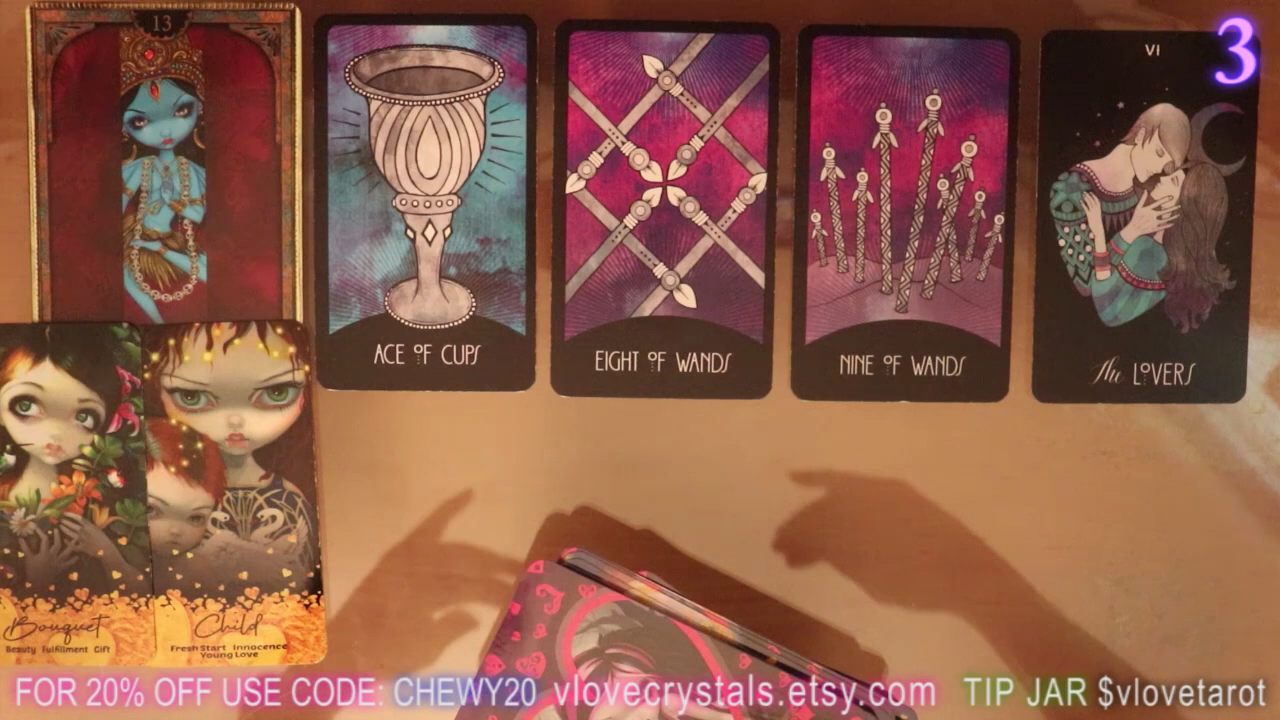 13
VI
3
ACE OF CUPS
EIGHT OF WANDS
NINE OF WANDS
The LOVERS
Bouquet
Beauty Fulfillment Gift
Child
Fresh Start Innocence
Young Love
FOR 20% OFF USE CODE: CHEWY20 vlovecrystals.etsy.com TIP JAR $vlovetarot